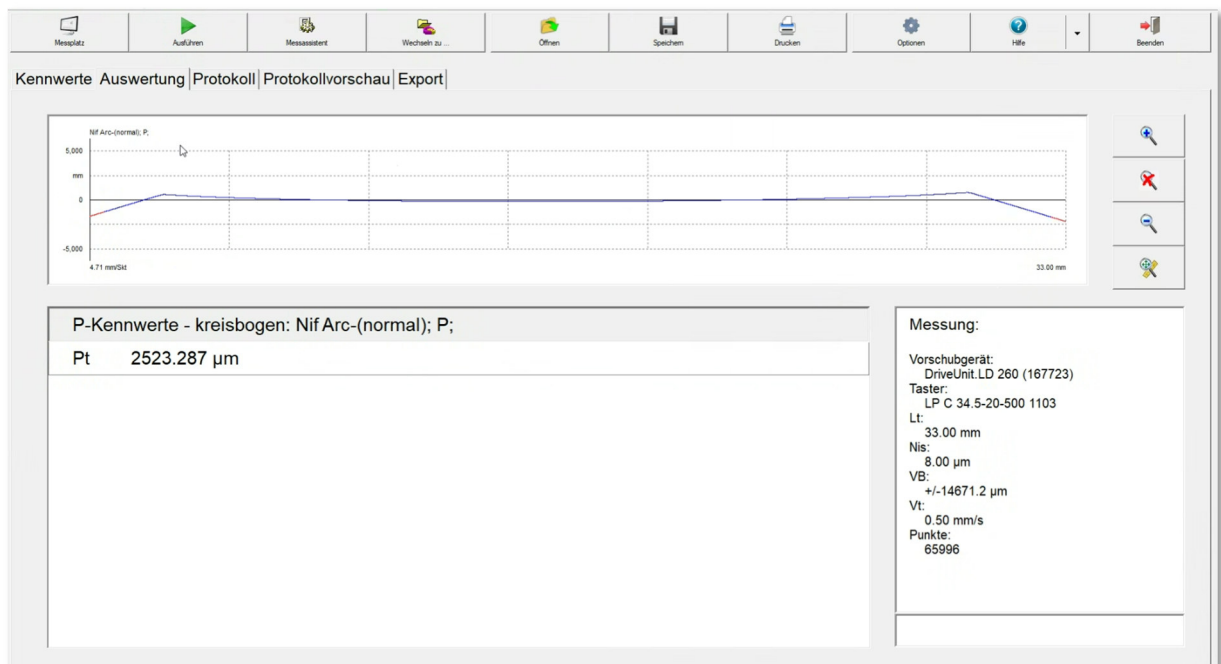 Messplatz Ausführen Messassistent Wechseln zu ... Öffnen Speichern Drucken Optionen Hilfe Beenden
Kennwerte Auswertung Protokoll Protokollvorschau Export
Nif Arc-(normal); P;
5,000
mm
0
-5,000
4.71 mm/Skt 33.00 mm
P-Kennwerte - kreisbogen: Nif Arc-(normal); P;
Pt 2523.287 µm
Messung:
Vorschubgerät:
DriveUnit.LD 260 (167723)
Taster:
LP C 34.5-20-500 1103
Lt:
33.00 mm
Nis:
8.00 µm
VB:
+/-14671.2 µm
Vt:
0.50 mm/s
Punkte:
65996